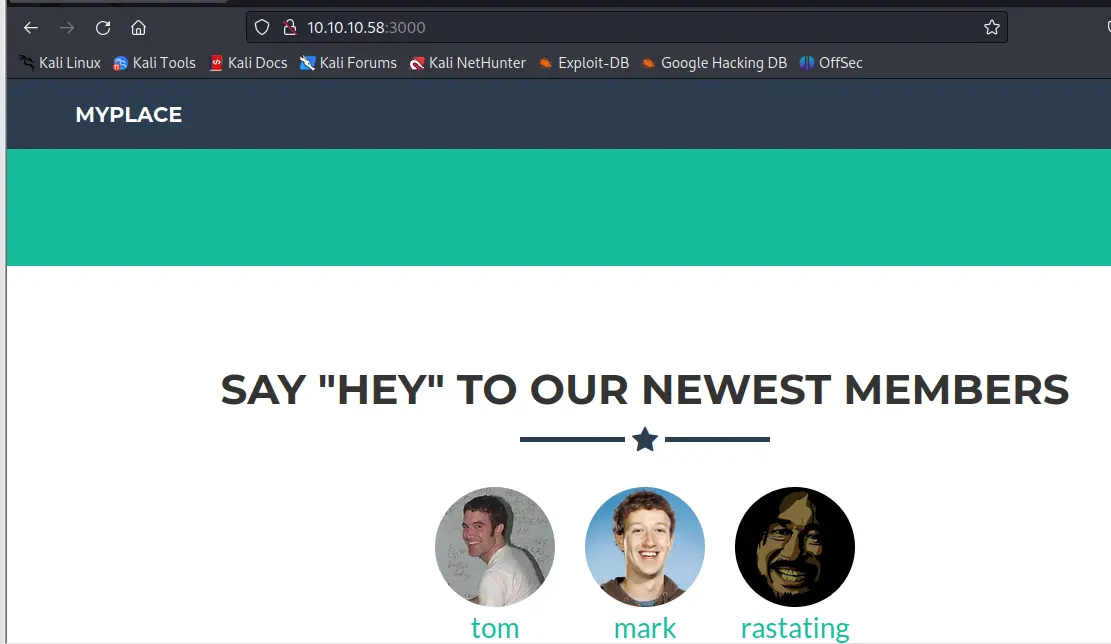 10.10.10.58:3000
Kali Linux Kali Tools Kali Docs Kali Forums Kali NetHunter Exploit-DB Google Hacking DB OffSec
MYPLACE
SAY "HEY" TO OUR NEWEST MEMBERS
tom mark rastating